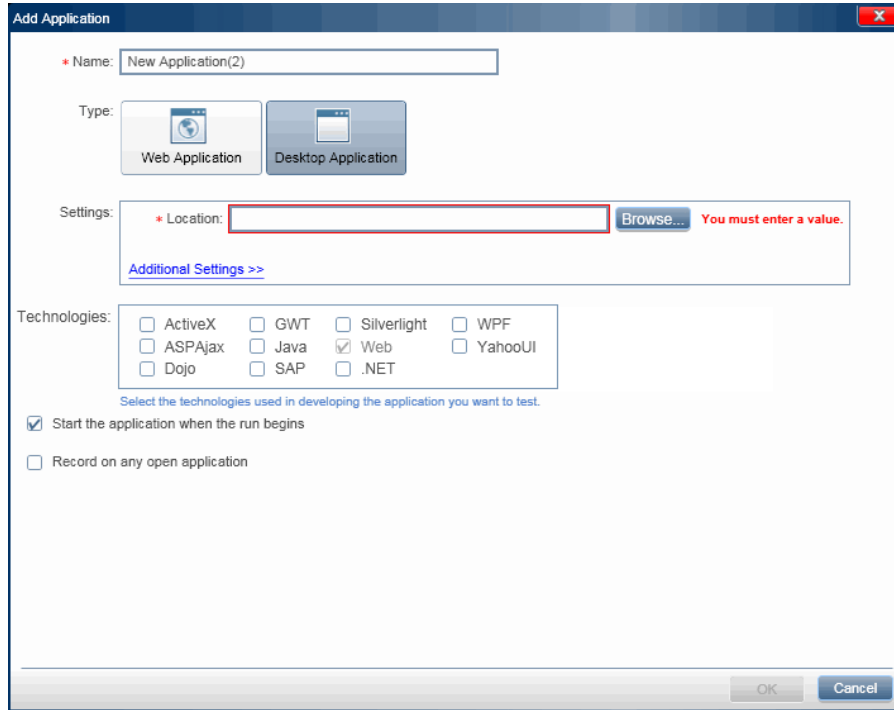 Add Application
* Name: New Application(2)
Type:
Web Application Desktop Application
Settings: * Location: Browse... You must enter a value.
Additional Settings >>
Technologies:
ActiveX GWT Silverlight WPF
ASPAjax Java Web YahooUI
Dojo SAP .NET
Select the technologies used in developing the application you want to test.
Start the application when the run begins
Record on any open application
OK Cancel